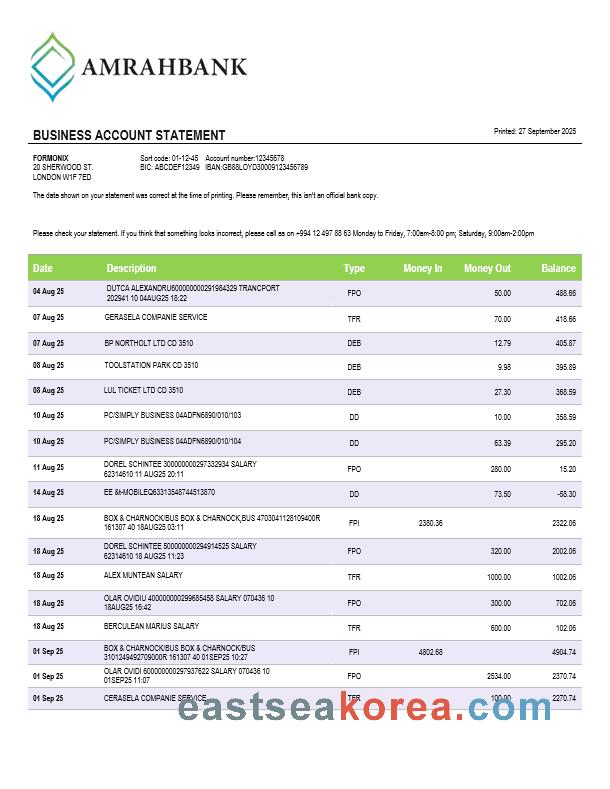 AMRAHBANK
BUSINESS ACCOUNT STATEMENT
Printed: 27 September 2025
FORMONIX
20 SHERWOOD ST.
LONDON W1F 7ED
Sort code: 01-12-45 Account number:12345678
BIC: ABCDEF12349 IBAN:GB86LOYD30009123456789
The data shown on your statement was correct at the time of printing. Please remember, this isn't an official bank copy.
Please check your statement. If you think that something looks incorrect, please call as on +994 12 497 88 63 Monday to Friday, 7:00am-8:00 pm; Saturday, 9:00am-2:00pm
Date Description Type Money In Money Out Balance
04 Aug 25 DUTCA ALEXANDRU600000000291984329 TRANCPORT
202941 10 04AUG25 18:22 FPO 50.00 488.66
07 Aug 25 GERASELA COMPANIE SERVICE TFR 70.00 418.66
07 Aug 25 BP NORTHOLT LTD CD 3510 DEB 12.79 405.87
08 Aug 25 TOOLSTATION PARK CD 3510 DEB 9.98 395.89
08 Aug 25 LUL TICKET LTD CD 3510 DEB 27.30 368.59
10 Aug 25 PC/SIMPLY BUSINESS 04ADFN6890/010/103 DD 10.00 358.59
10 Aug 25 PC/SIMPLY BUSINESS 04ADFN6890/010/104 DD 63.39 295.20
11 Aug 25 DOREL SCHINTEE 300000000297332934 SALARY
62314610 11 AUG25 20:11 FPO 280.00 15.20
14 Aug 25 EE &t-MOBILEQ63313548744513870 DD 73.50 -58.30
18 Aug 25 BOX & CHARNOCK/BUS BOX & CHARNOCK,BUS 4703041128109400R
161307 40 18AUG25 03:11 FPI 2380.36 2322.06
18 Aug 25 DOREL SCHINTEE 500000000294914525 SALARY
62314610 18 AUG25 11:23 FPO 320.00 2002.06
18 Aug 25 ALEX MUNTEAN SALARY TFR 1000.00 1002.06
18 Aug 25 OLAR OVIDIU 400000000299685458 SALARY 070436 10
18AUG25 16:42 FPO 300.00 702.06
18 Aug 25 BERCULEAN MARIUS SALARY TFR 600.00 102.06
01 Sep 25 BOX & CHARNOCK/BUS BOX & CHARNOCK/BUS
3101249492709000R 161307 40 01SEP25 10:27 FPI 4802.68 4904.74
01 Sep 25 OLAR OVIDI 600000000297937622 SALARY 070436 10
01SEP25 11:07 FPO 2534.00 2370.74
01 Sep 25 CERASELA COMPANIE SERVICE TFR 100.00 2270.74
eastseakorea.com